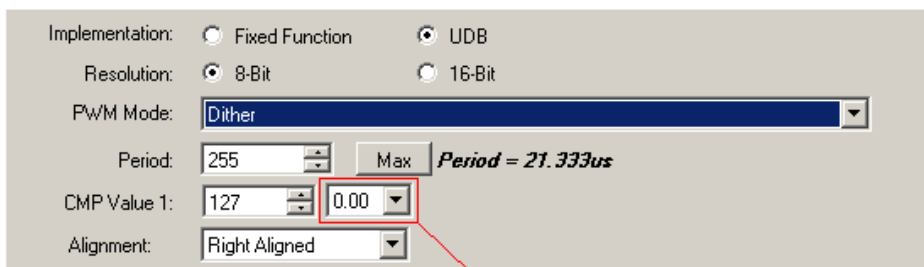 Implementation: Fixed Function UDB
Resolution: 8-Bit 16-Bit
PWM Mode: Dither
Period: 255 Max Period = 21.333us
CMP Value 1: 127 0.00
Alignment: Right Aligned